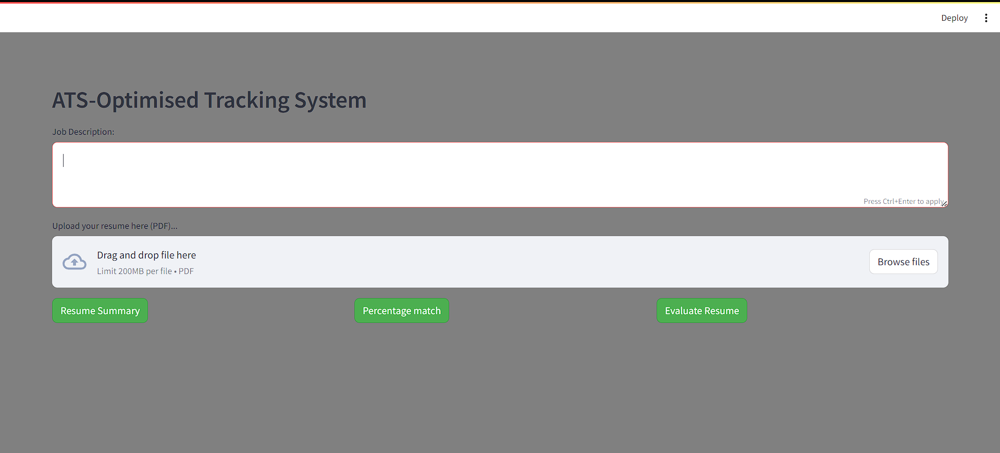 Deploy
ATS-Optimised Tracking System
Job Description:
Press Ctrl+Enter to apply
Upload your resume here (PDF)...
Drag and drop file here
Limit 200MB per file • PDF
Browse files
Resume Summary
Percentage match
Evaluate Resume